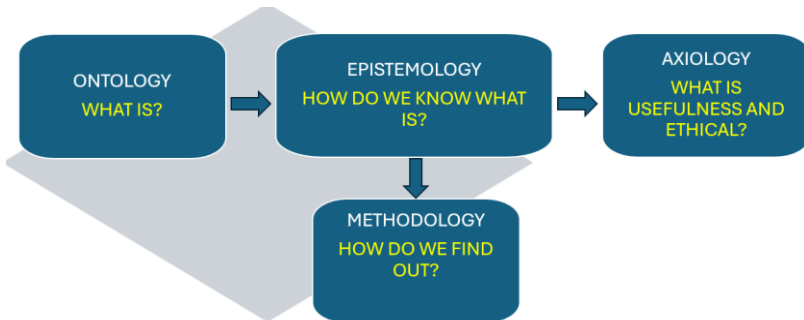 ONTOLOGY
WHAT IS?
EPISTEMOLOGY
HOW DO WE KNOW WHAT
IS?
AXIOLOGY
WHAT IS
USEFULNESS AND
ETHICAL?
METHODOLOGY
HOW DO WE FIND
OUT?